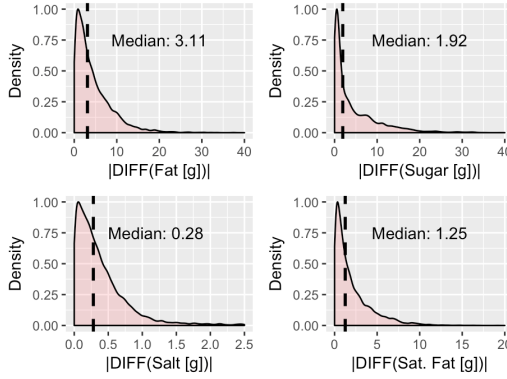 Density
1.00
0.75
0.50
0.25
0.00
Median: 3.11
0 10 20 30 40
|DIFF(Fat [g])|
Density
1.00
0.75
0.50
0.25
0.00
Median: 1.92
0 10 20 30 40
|DIFF(Sugar [g])|
Density
1.00
0.75
0.50
0.25
0.00
Median: 0.28
0.0 0.5 1.0 1.5 2.0 2.5
|DIFF(Salt [g])|
Density
1.00
0.75
0.50
0.25
0.00
Median: 1.25
0 5 10 15 20
|DIFF(Sat. Fat [g])|